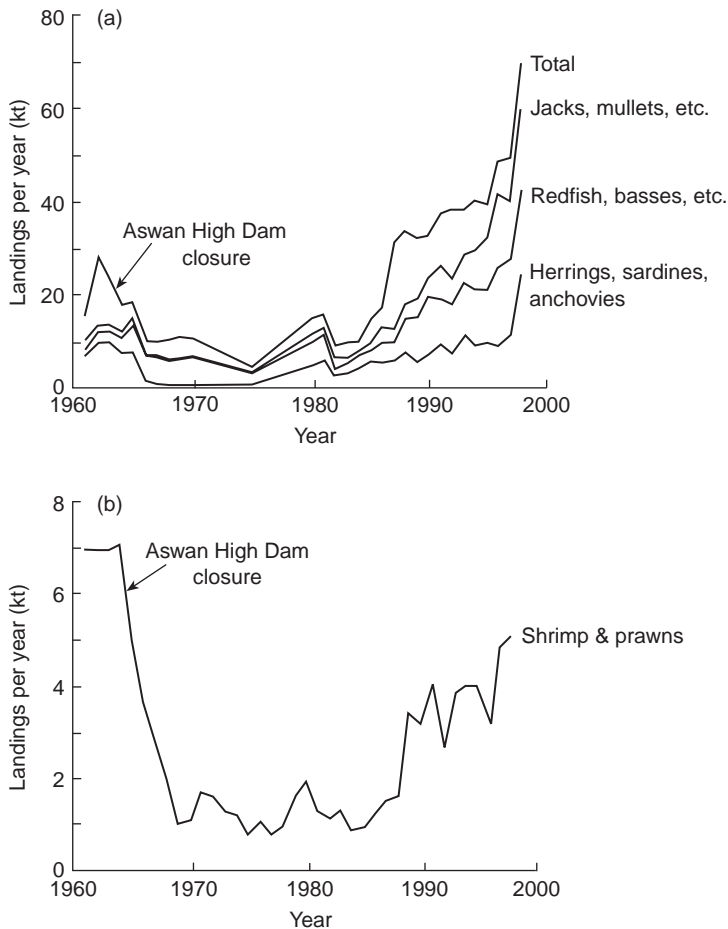 (a)
80
60
40
20
0
Landings per year (kt)
Aswan High Dam
closure
Total
Jacks, mullets, etc.
Redfish, basses, etc.
Herrings, sardines,
anchovies
1960
1970
1980
1990
2000
Year
(b)
8
6
4
2
0
Landings per year (kt)
Aswan High Dam
closure
Shrimp & prawns
1960
1970
1980
1990
2000
Year